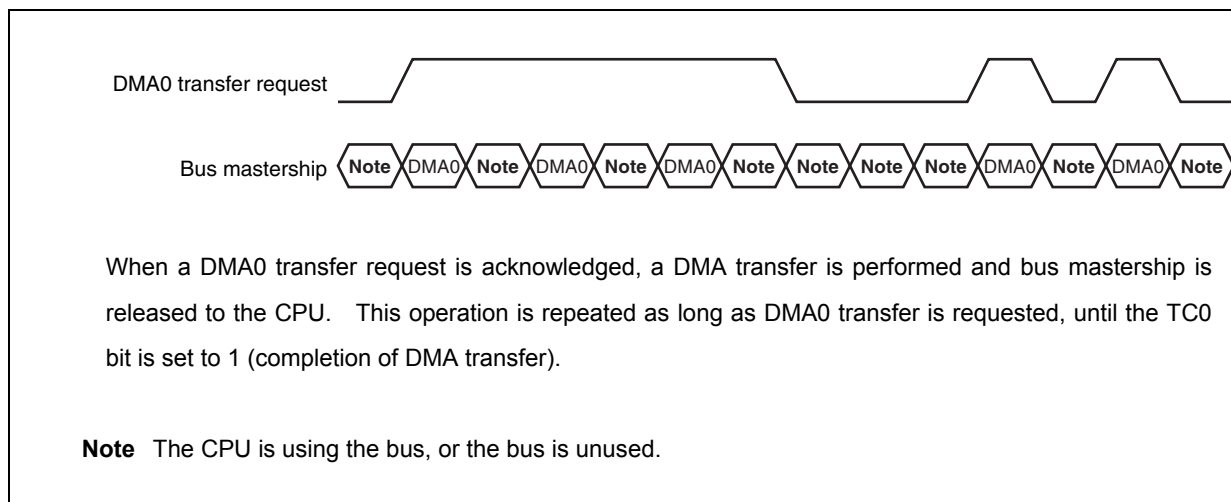 DMA0 transfer request
Bus mastership Note DMA0 Note DMA0 Note DMA0 Note Note Note Note DMA0 Note DMA0 Note
When a DMA0 transfer request is acknowledged, a DMA transfer is performed and bus mastership is
released to the CPU. This operation is repeated as long as DMA0 transfer is requested, until the TC0
bit is set to 1 (completion of DMA transfer).
Note The CPU is using the bus, or the bus is unused.